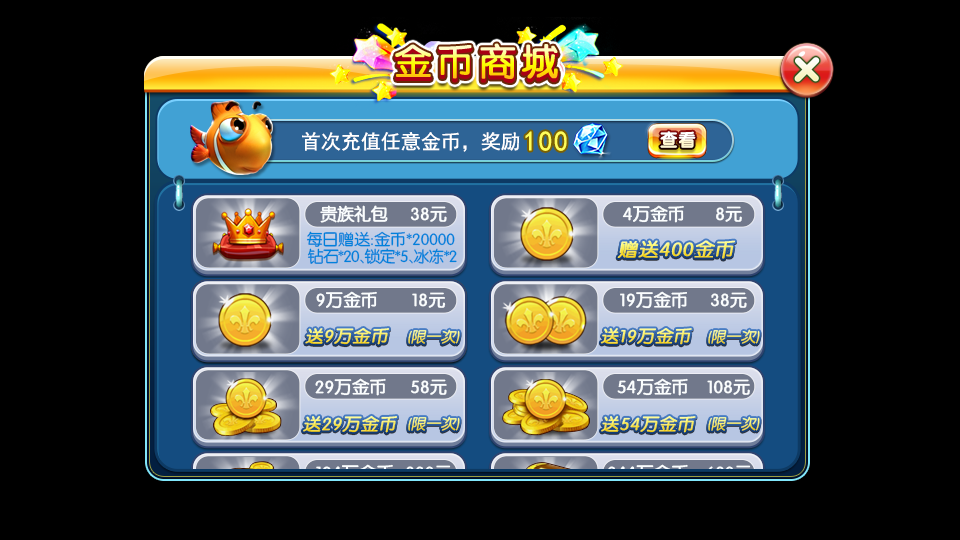 金币商城
首次充值任意金币，奖励100
查看
贵族礼包 38元
每日赠送:金币*20000
钻石*20、锁定*5、冰冻*2
4万金币 8元
赠送400金币
9万金币 18元
送9万金币 (限一次)
19万金币 38元
送19万金币 (限一次)
29万金币 58元
送29万金币 (限一次)
54万金币 108元
送54万金币 (限一次)